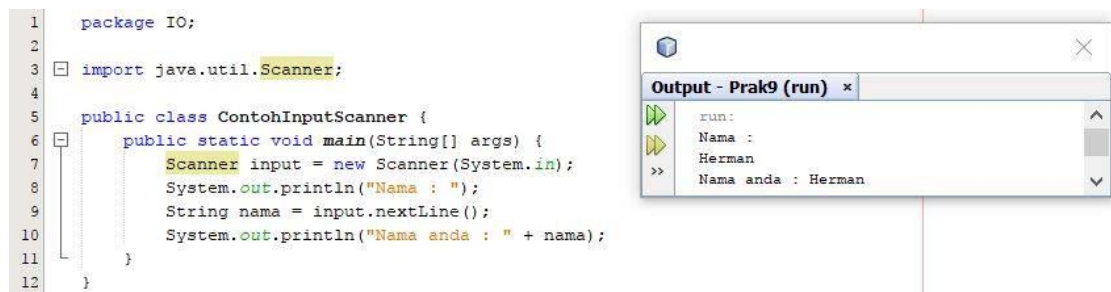 1 package IO;
2
3 import java.util.Scanner;
4
5 public class ContohInputScanner {
6 public static void main(String[] args) {
7 Scanner input = new Scanner(System.in);
8 System.out.println("Nama : ");
9 String nama = input.nextLine();
10 System.out.println("Nama anda : " + nama);
11 }
12 }
Output - Prak9 (run) ×
run:
Nama :
Herman
Nama anda : Herman